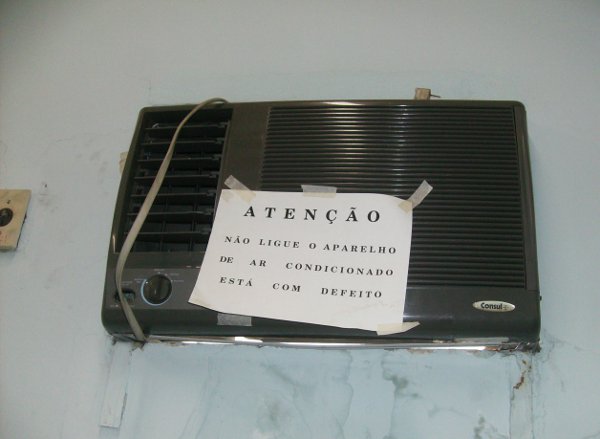 ATENÇÃO
NÃO LIGUE O APARELHO
DE AR CONDICIONADO
ESTÁ COM DEFEITO
Consul